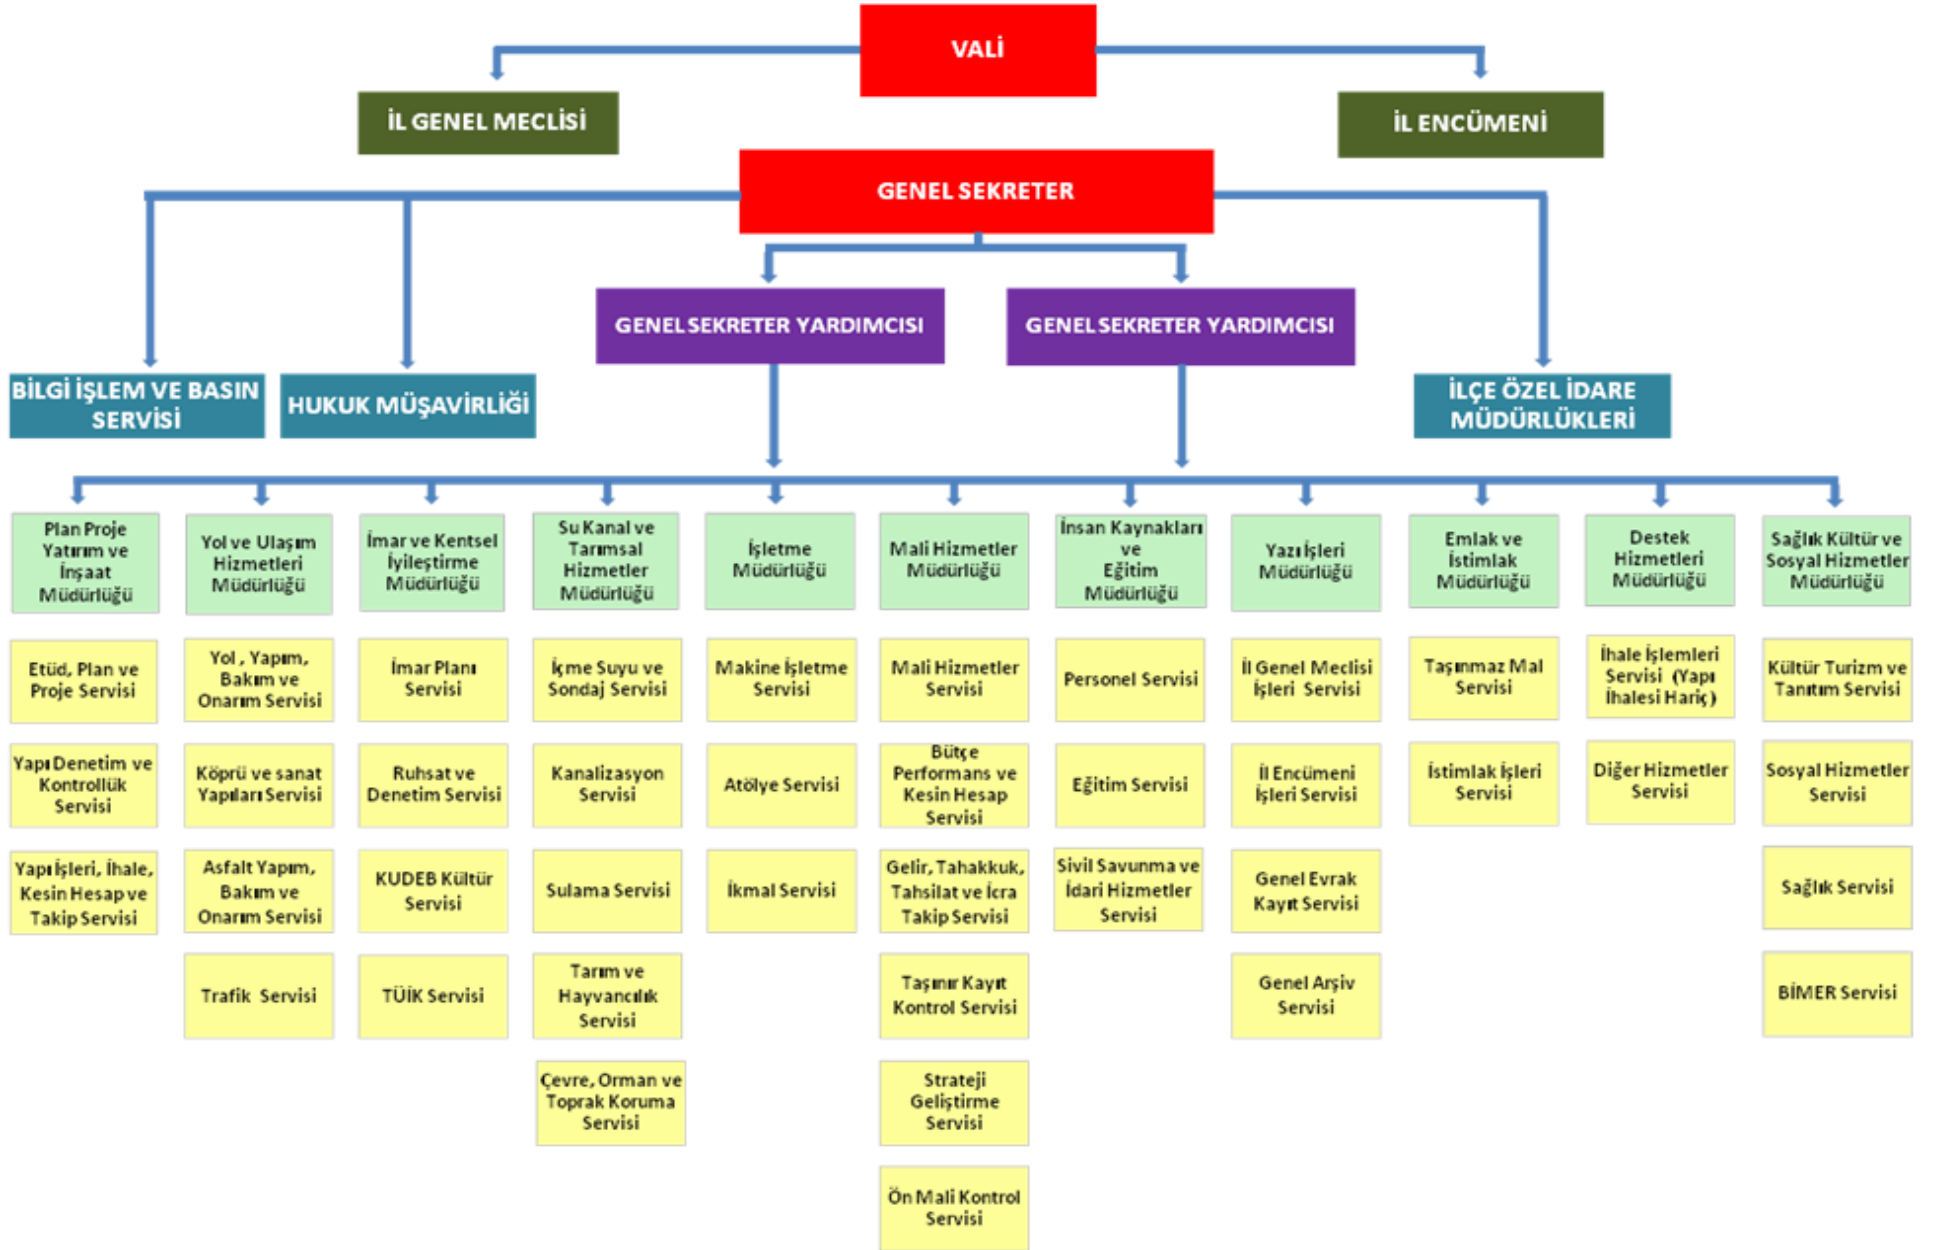 VALİ
İL GENEL MECLİSİ
İL ENCÜMENİ
GENEL SEKRETER
GENEL SEKRETER YARDIMCISI
GENEL SEKRETER YARDIMCISI
BİLGİ İŞLEM VE BASIN
SERVİSİ
HUKUK MÜŞAVİRLİĞİ
İLÇE ÖZEL İDARE
MÜDÜRLÜKLERİ
Plan Proje
Yatırım ve
İnşaat
Müdürlüğü
Yol ve Ulaşım
Hizmetleri
Müdürlüğü
İmar ve Kentsel
İyileştirme
Müdürlüğü
Su Kanal ve
Tarımsal
Hizmetler
Müdürlüğü
İşletme
Müdürlüğü
Mali Hizmetler
Müdürlüğü
İnsan Kaynakları
ve
Eğitim
Müdürlüğü
Yazı İşleri
Müdürlüğü
Emlak ve
İstimlak
Müdürlüğü
Destek
Hizmetleri
Müdürlüğü
Sağlık Kültür ve
Sosyal Hizmetler
Müdürlüğü
Etüd, Plan ve
Proje Servisi
Yol , Yapım,
Bakım ve
Onarım Servisi
İmar Planı
Servisi
İçme Suyu ve
Sondaj Servisi
Makine İşletme
Servisi
Mali Hizmetler
Servisi
Personel Servisi
İl Genel Meclisi
İşleri Servisi
Taşınmaz Mal
Servisi
İhale İşlemleri
Servisi (Yapı
İhalesi Hariç)
Kültür Turizm ve
Tanıtım Servisi
Yapı Denetim ve
Kontrollük
Servisi
Köprü ve sanat
Yapıları Servisi
Ruhsat ve
Denetim Servisi
Kanalizasyon
Servisi
Atölye Servisi
Bütçe
Performans ve
Kesin Hesap
Servisi
Eğitim Servisi
İl Encümeni
İşleri Servisi
İstimlak İşleri
Servisi
Diğer Hizmetler
Servisi
Sosyal Hizmetler
Servisi
Yapı İşleri, İhale,
Kesin Hesap ve
Takip Servisi
Asfalt Yapım,
Bakım ve
Onarım Servisi
KUDEB Kültür
Servisi
Sulama Servisi
İkmal Servisi
Gelir, Tahakkuk,
Tahsilat ve İcra
Takip Servisi
Sivil Savunma ve
İdari Hizmetler
Servisi
Genel Evrak
Kayıt Servisi
Sağlık Servisi
Trafik Servisi
TÜİK Servisi
Tarım ve
Hayvancılık
Servisi
Taşınır Kayıt
Kontrol Servisi
Genel Arşiv
Servisi
BİMER Servisi
Çevre, Orman ve
Toprak Koruma
Servisi
Strateji
Geliştirme
Servisi
Ön Mali Kontrol
Servisi